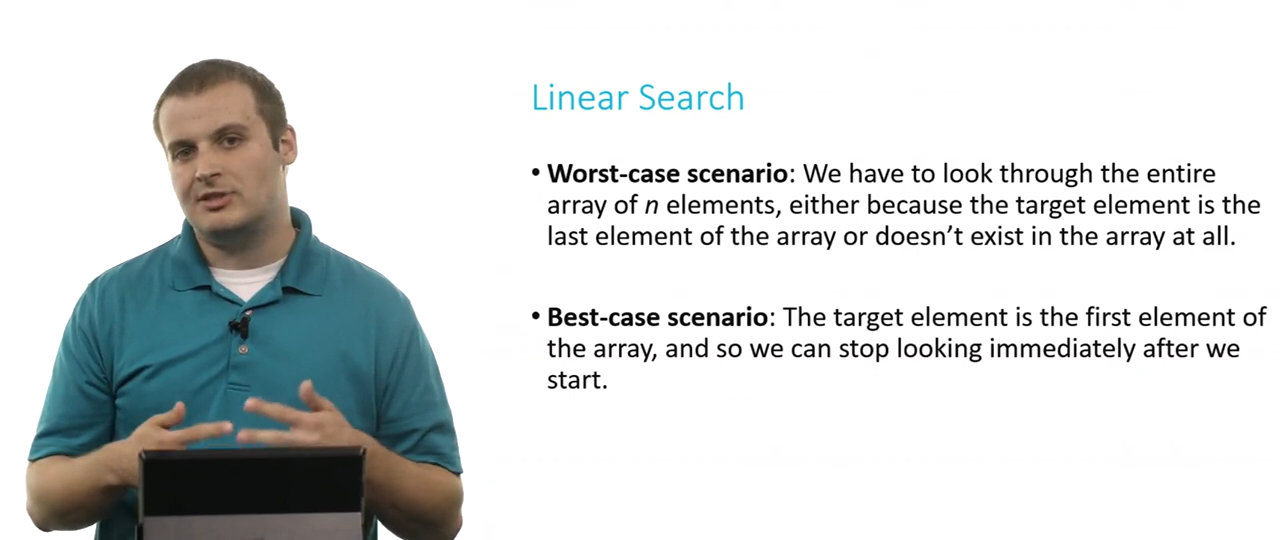 Linear Search
• Worst-case scenario: We have to look through the entire
array of n elements, either because the target element is the
last element of the array or doesn’t exist in the array at all.
• Best-case scenario: The target element is the first element of
the array, and so we can stop looking immediately after we
start.